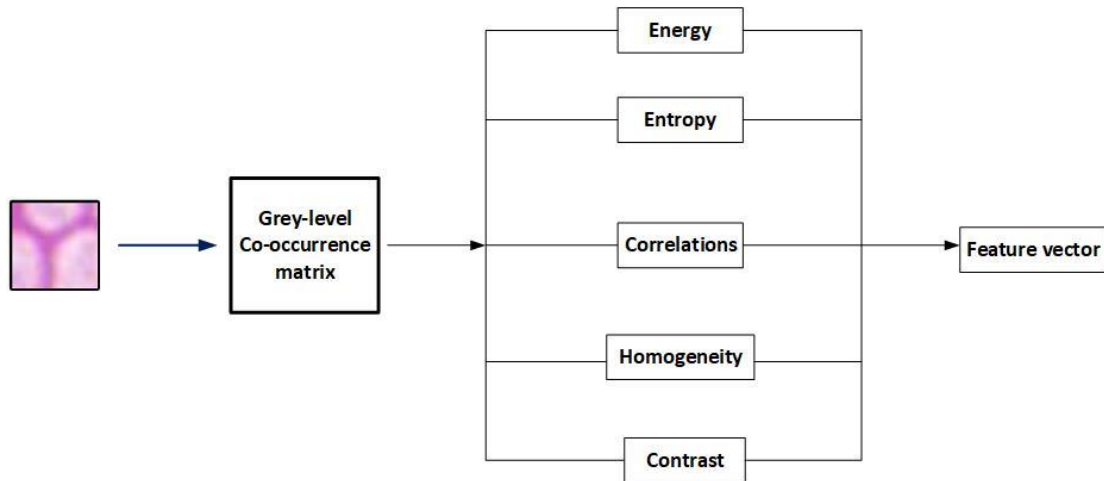 Energy
Entropy
Grey-level
Co-occurrence
matrix
Correlations
Feature vector
Homogeneity
Contrast